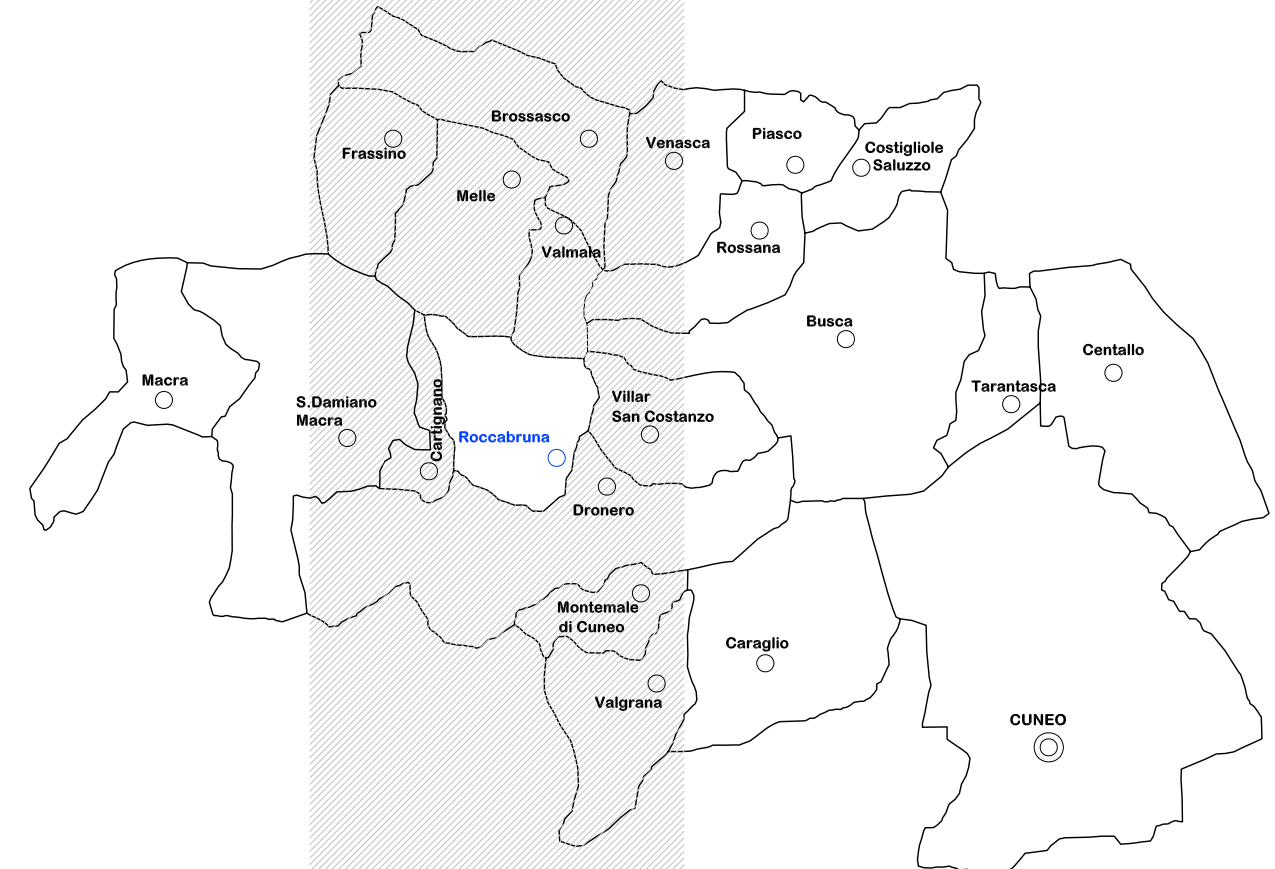 Brossasco
Frassino
Venasca
Piasco
Costigliole
Saluzzo
Melle
Valmala
Rossana
Busca
Centallo
Macra
Tarantasca
S.Damiano
Macra
Cartignano
Villar
San Costanzo
Roccabruna
Dronero
Montemale
di Cuneo
Caraglio
Valgrana
CUNEO